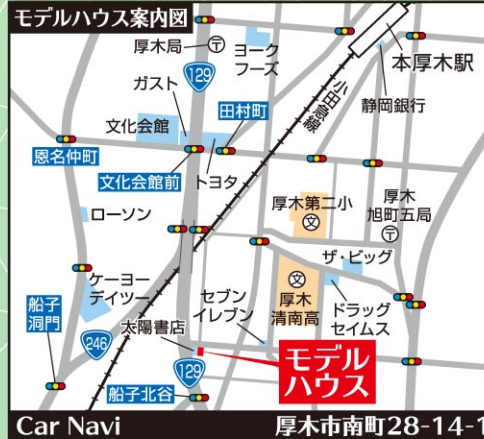 モデルハウス案内図
厚木局
〒
ヨーク
フーズ
129
本厚木駅
ガスト
小田急線
静岡銀行
文化会館
田村町
恩名仲町
文化会館前
トヨタ
厚木第二小
文
厚木
旭町五局
〒
ローソン
ザ・ビッグ
ケーヨー
デイツー
セブン
イレブン
文
厚木
清南高
ドラッグ
セイムス
船子
洞門
246
太陽書店
129
モデル
ハウス
船子北谷
Car Navi
厚木市南町28-14-1